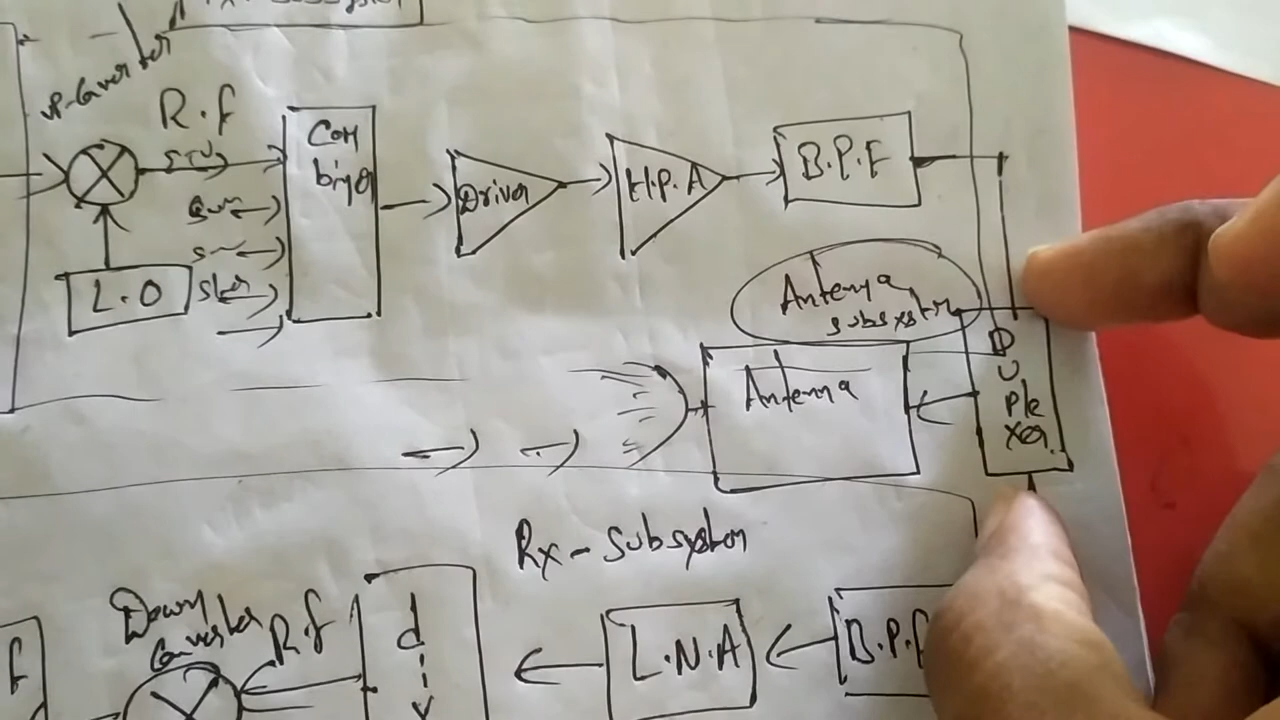 UP-Converter
R.f
Com
biner
Driver
H.P.A
B.P.F
L.O
Antenna
subsystem
Antenna
D
U
Ple
xer.
Rx-Subsystem
Down
Converter
R.f
d
i
v
L.N.A
B.P.F
f